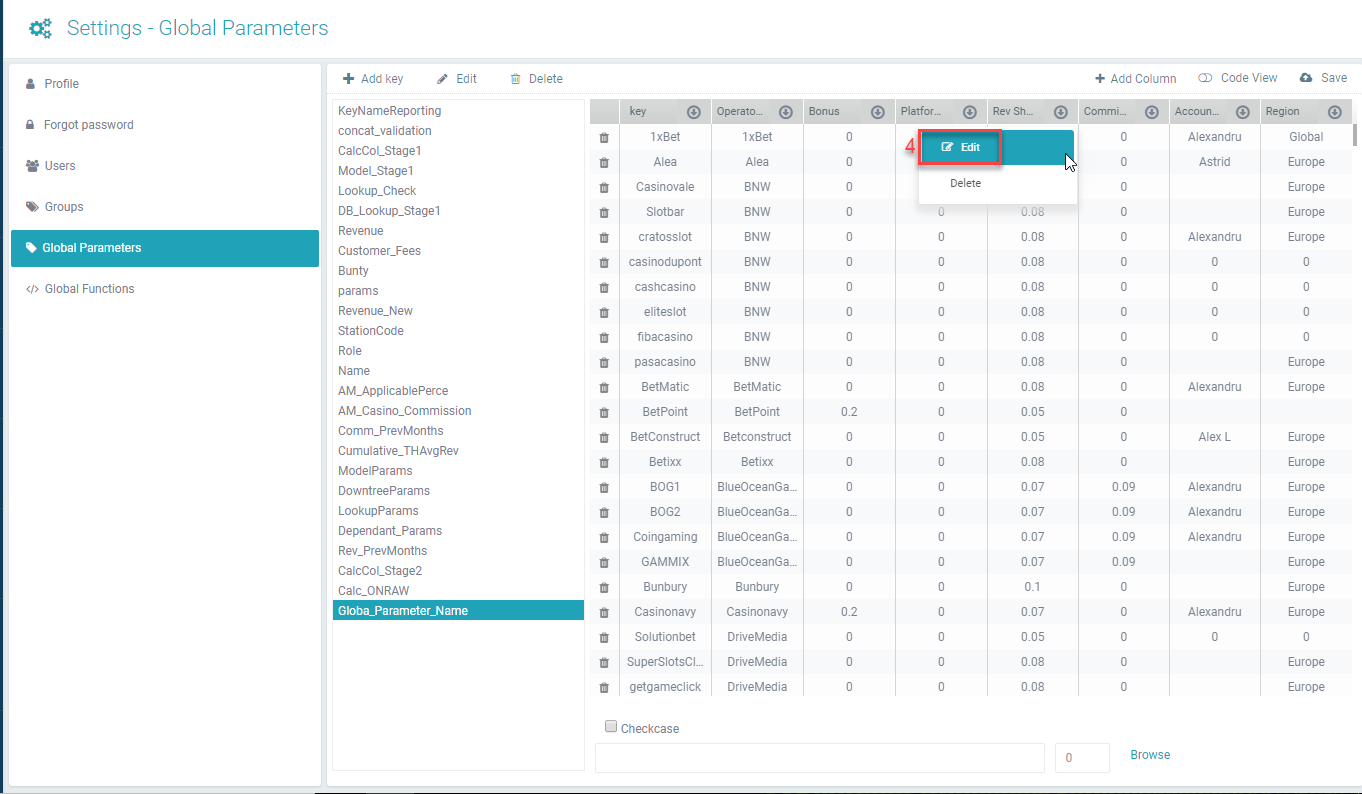 Settings - Global Parameters
Profile
Forgot password
Users
Groups
Global Parameters
Global Functions
Add key Edit Delete Add Column Code View Save
KeyNameReporting
concat_validation
CalcCol_Stage1
Model_Stage1
Lookup_Check
DB_Lookup_Stage1
Revenue
Customer_Fees
Bunty
params
Revenue_New
StationCode
Role
Name
AM_ApplicablePerce
AM_Casino_Commission
Comm_PrevMonths
Cumulative_THAvgRev
ModelParams
DowntreeParams
LookupParams
Dependant_Params
Rev_PrevMonths
CalcCol_Stage2
Calc_ONRAW
Globa_Parameter_Name
key Operato... Bonus Platfor... Rev Sh... Commi... Accoun... Region
1xBet 1xBet 0 0 Alexandru Global
4 Edit
Alea Alea 0 0 Astrid Europe
Delete
Casinovale BNW 0 0 Europe
Slotbar BNW 0 0 0.08 0 Europe
cratosslot BNW 0 0 0.08 0 Alexandru Europe
casinodupont BNW 0 0 0.08 0 0 0
cashcasino BNW 0 0 0.08 0 0 0
eliteslot BNW 0 0 0.08 0 0 0
fibacasino BNW 0 0 0.08 0 0 0
pasacasino BNW 0 0 0.08 0 Europe
BetMatic BetMatic 0 0 0.08 0 Alexandru Europe
BetPoint BetPoint 0.2 0 0.05 0
BetConstruct Betconstruct 0 0 0.05 0 Alex L Europe
Betixx Betixx 0 0 0.08 0 Europe
BOG1 BlueOceanGa... 0 0 0.07 0.09 Alexandru Europe
BOG2 BlueOceanGa... 0 0 0.07 0.09 Alexandru Europe
Coingaming BlueOceanGa... 0 0 0.07 0.09 Alexandru Europe
GAMMIX BlueOceanGa... 0 0 0.07 0.09 Europe
Bunbury Bunbury 0 0 0.1 0 Europe
Casinonavy Casinonavy 0.2 0 0.07 0 Alexandru Europe
Solutionbet DriveMedia 0 0 0.05 0 0 0
SuperSlotsCl... DriveMedia 0 0 0.08 0 Europe
getgameclick DriveMedia 0 0 0.08 0 Europe
Checkcase
0 Browse